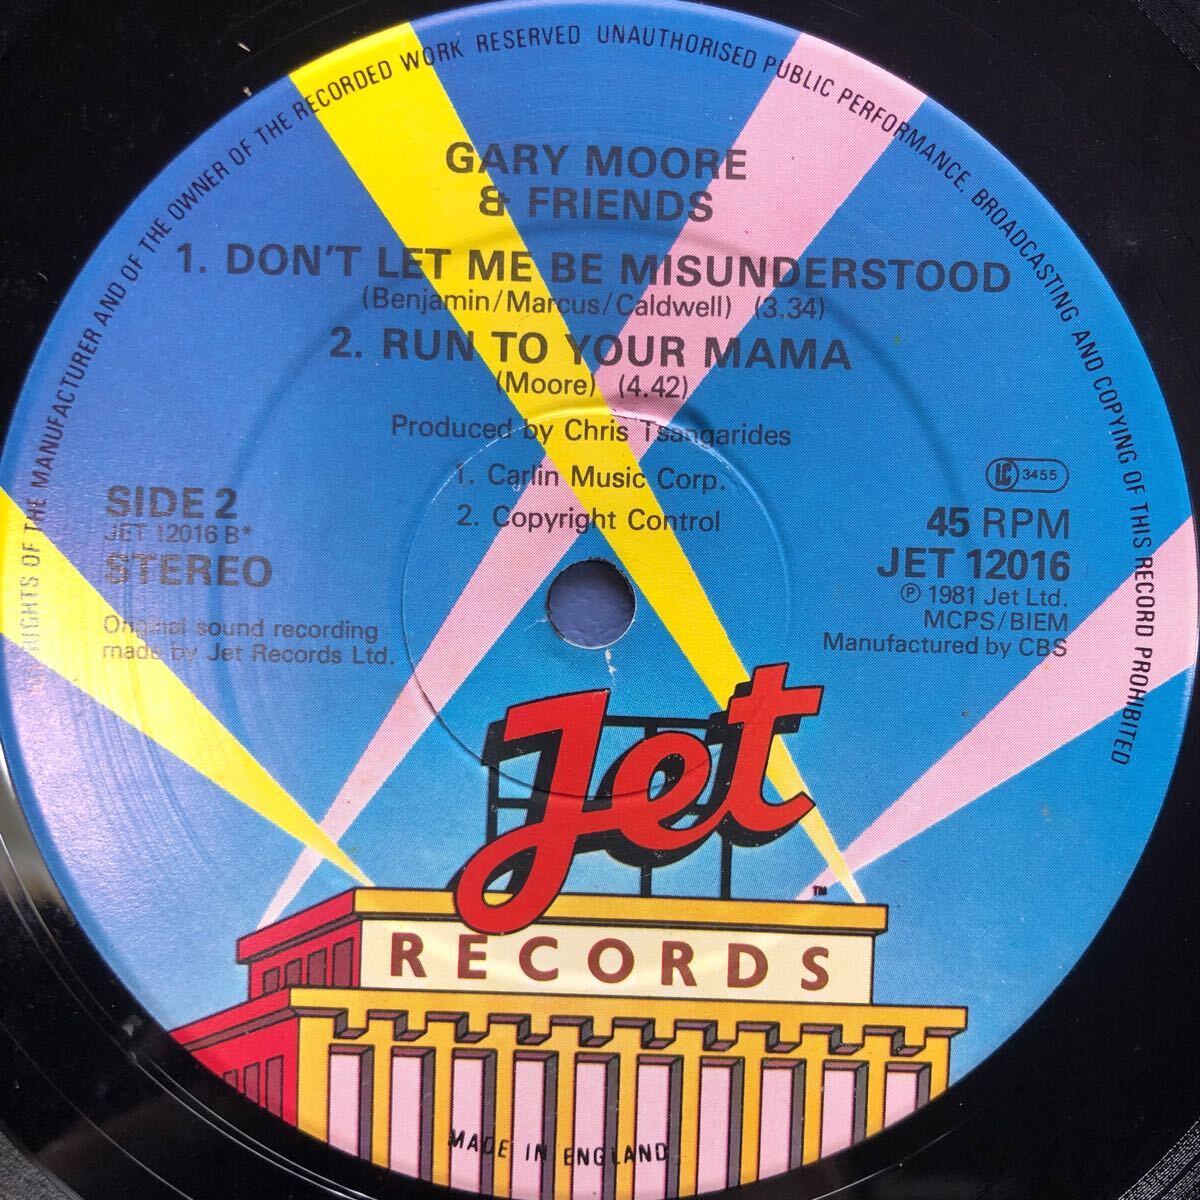 ALL RIGHTS OF THE MANUFACTURER AND OF THE OWNER OF THE RECORDED WORK RESERVED UNAUTHORISED PUBLIC PERFORMANCE, BROADCASTING AND COPYING OF THIS RECORD PROHIBITED
GARY MOORE
& FRIENDS
1. DON'T LET ME BE MISUNDERSTOOD
(Benjamin/Marcus/Caldwell) (3.34)
2. RUN TO YOUR MAMA
(Moore) (4.42)
Produced by Chris Tsangarides
1. Carlin Music Corp.
2. Copyright Control
SIDE 2
JET 12016 B*
STEREO
Original sound recording
made by Jet Records Ltd.
LC 3455
45 RPM
JET 12016
℗ 1981 Jet Ltd.
MCPS/BIEM
Manufactured by CBS
Jet
TM
RECORDS
MADE IN ENGLAND